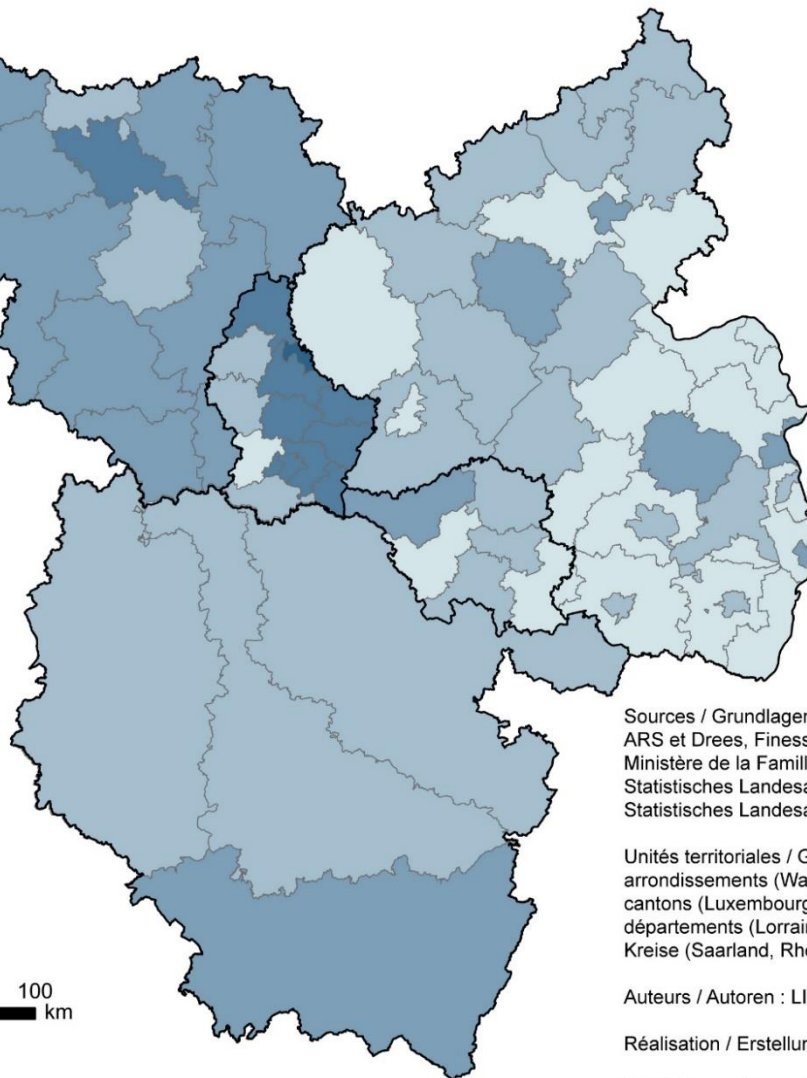 Sources / Grundlagen
ARS et Drees, Finess
Ministère de la Famill
Statistisches Landesa
Statistisches Landesa
Unités territoriales / G
arrondissements (Wa
cantons (Luxembourg
départements (Lorrain
Kreise (Saarland, Rhe
Auteurs / Autoren : LI
Réalisation / Erstellun
100
km